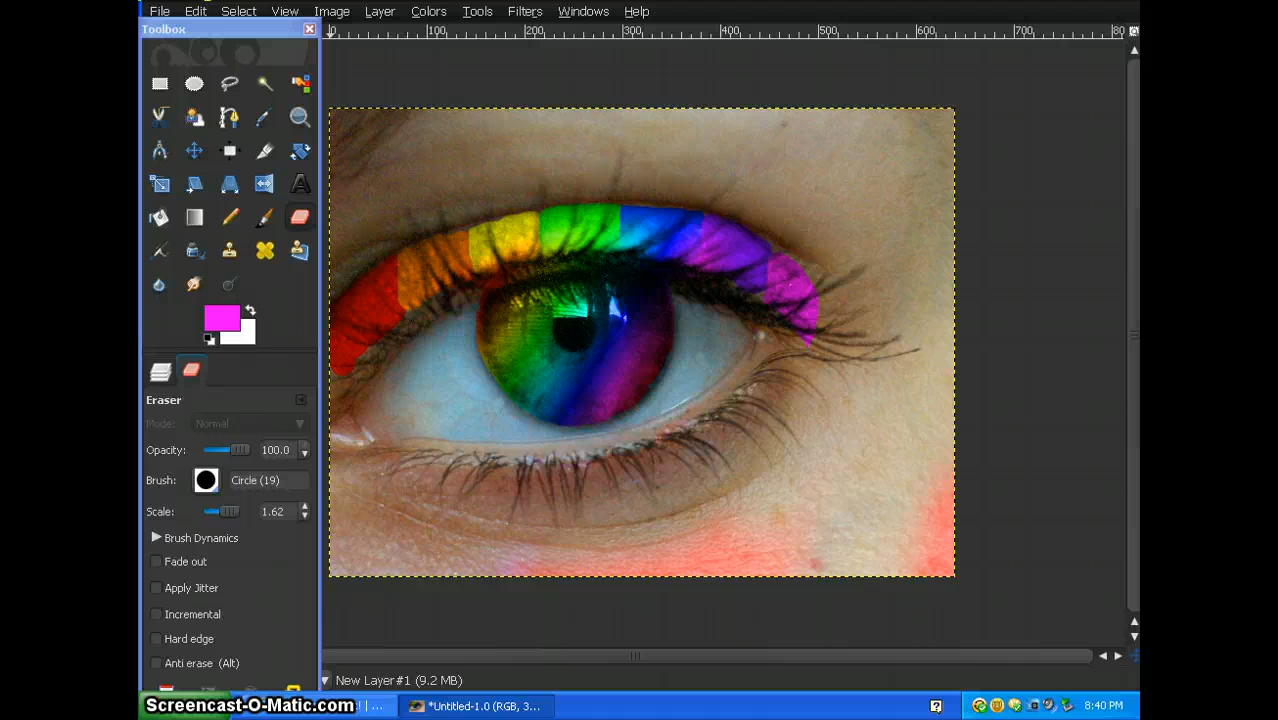 File Edit Select View Image Layer Colors Tools Filters Windows Help
Toolbox
0 100 200 300 400 500 600 700 80
Eraser
Mode: Normal
Opacity: 100.0
Brush: Circle (19)
Scale: 1.62
Brush Dynamics
Fade out
Apply Jitter
Incremental
Hard edge
Anti erase (Alt)
New Layer#1 (9.2 MB)
Screencast-O-Matic.com ! | ... *Untitled-1.0 (RGB, 3... ? 8:40 PM